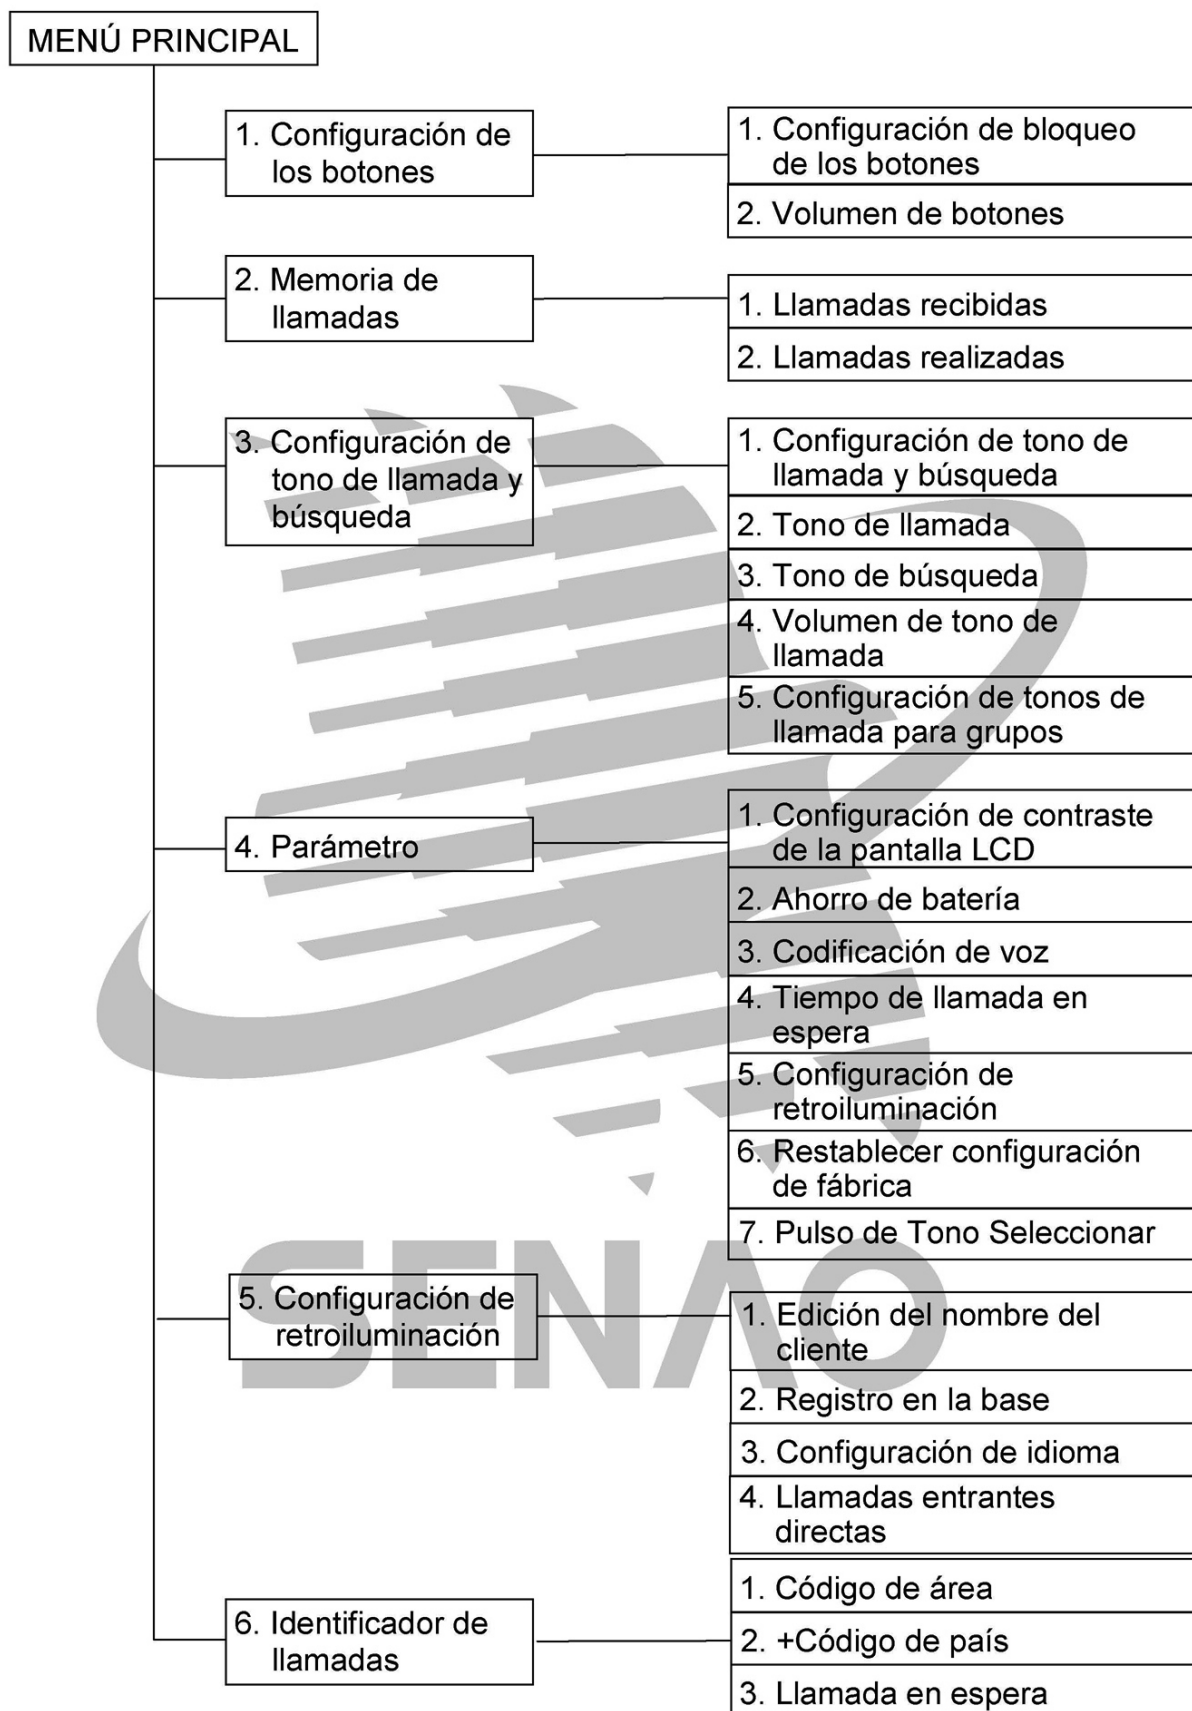 MENÚ PRINCIPAL
1. Configuración de
los botones
1. Configuración de bloqueo
de los botones
2. Volumen de botones
2. Memoria de
llamadas
1. Llamadas recibidas
2. Llamadas realizadas
3. Configuración de
tono de llamada y
búsqueda
1. Configuración de tono de
llamada y búsqueda
2. Tono de llamada
3. Tono de búsqueda
4. Volumen de tono de
llamada
5. Configuración de tonos de
llamada para grupos
4. Parámetro
1. Configuración de contraste
de la pantalla LCD
2. Ahorro de batería
3. Codificación de voz
4. Tiempo de llamada en
espera
5. Configuración de
retroiluminación
6. Restablecer configuración
de fábrica
7. Pulso de Tono Seleccionar
SENAO
5. Configuración de
retroiluminación
1. Edición del nombre del
cliente
2. Registro en la base
3. Configuración de idioma
4. Llamadas entrantes
directas
6. Identificador de
llamadas
1. Código de área
2. +Código de país
3. Llamada en espera